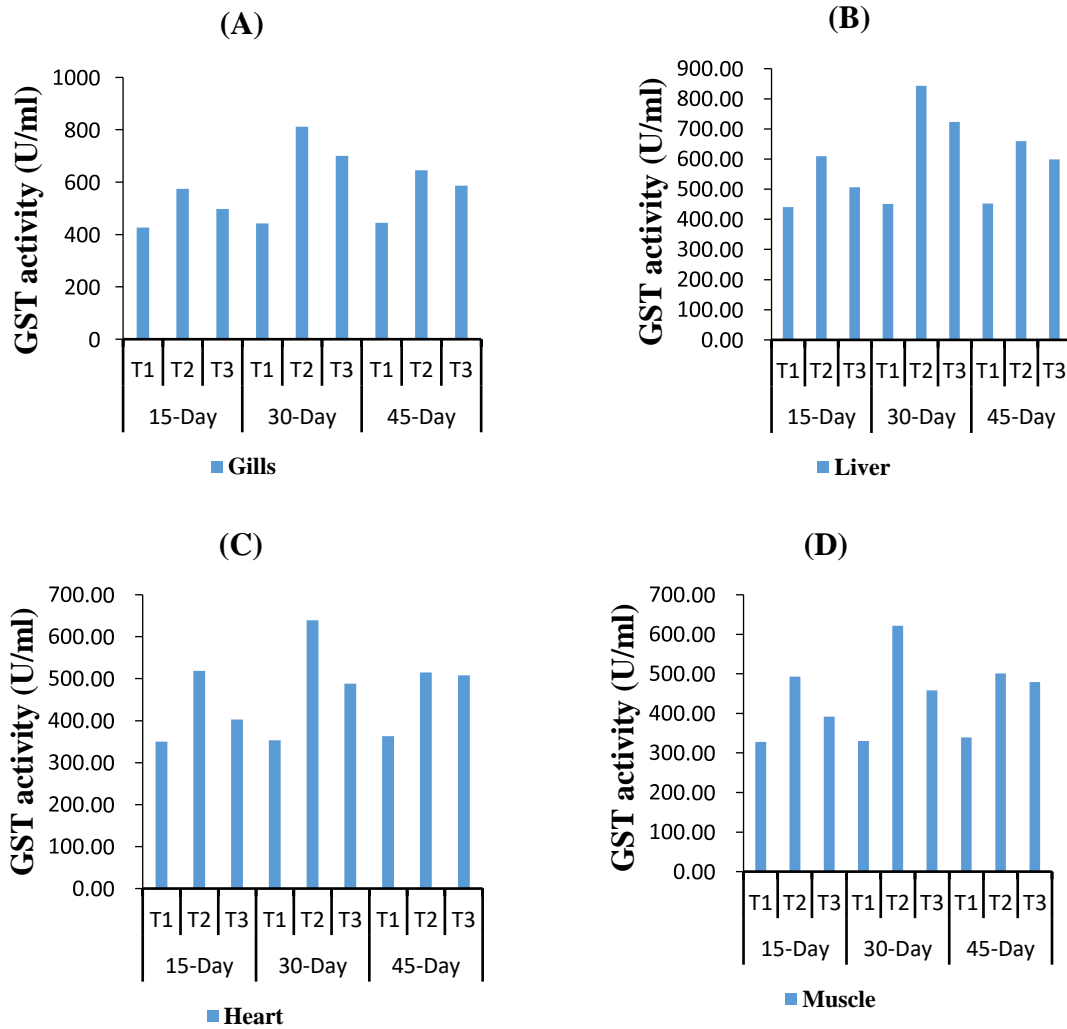 (A)
GST activity (U/ml)
1000
800
600
400
200
0
T1 T2 T3 T1 T2 T3 T1 T2 T3
15-Day 30-Day 45-Day
Gills
(B)
GST activity (U/ml)
900.00
800.00
700.00
600.00
500.00
400.00
300.00
200.00
100.00
0.00
T1 T2 T3 T1 T2 T3 T1 T2 T3
15-Day 30-Day 45-Day
Liver
(C)
GST activity (U/ml)
700.00
600.00
500.00
400.00
300.00
200.00
100.00
0.00
T1 T2 T3 T1 T2 T3 T1 T2 T3
15-Day 30-Day 45-Day
Heart
(D)
GST activity (U/ml)
700.00
600.00
500.00
400.00
300.00
200.00
100.00
0.00
T1 T2 T3 T1 T2 T3 T1 T2 T3
15-Day 30-Day 45-Day
Muscle